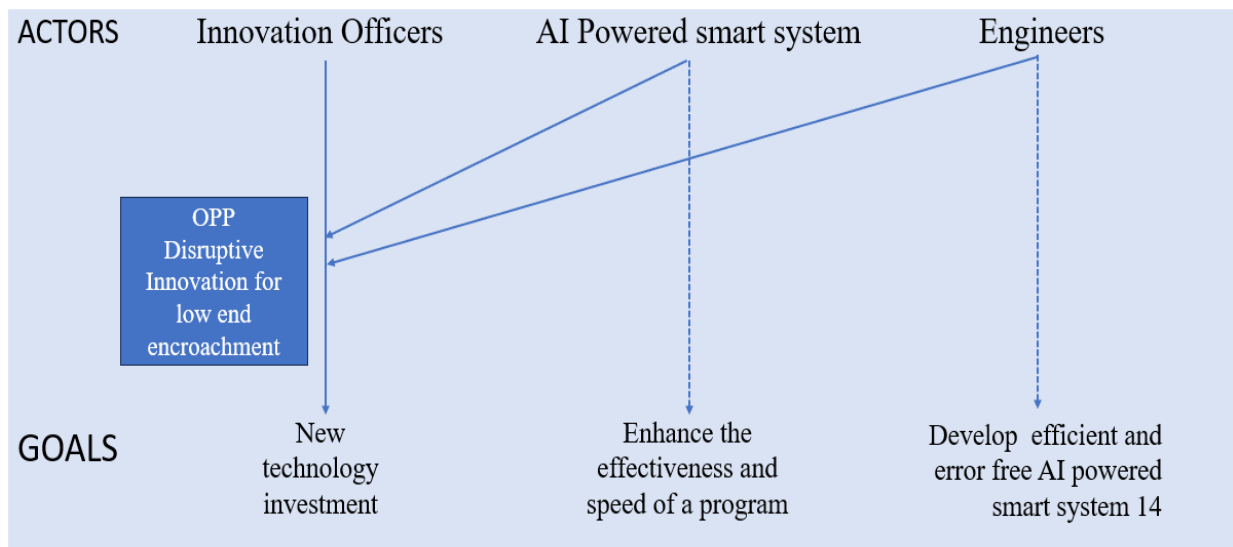 ACTORS
Innovation Officers
AI Powered smart system
Engineers
OPP
Disruptive
Innovation for
low end
encroachment
GOALS
New
technology
investment
Enhance the
effectiveness and
speed of a program
Develop efficient and
error free AI powered
smart system 14